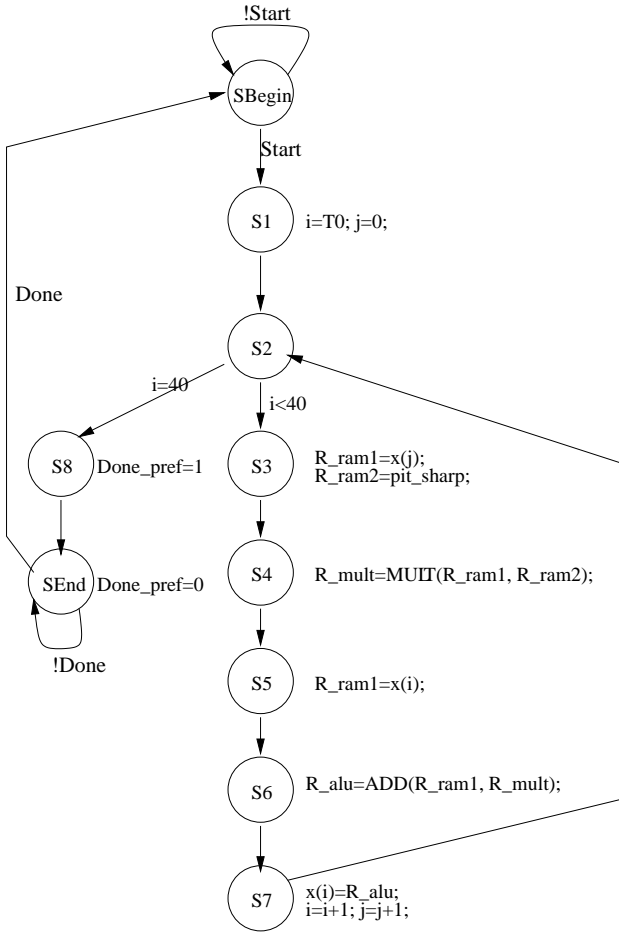 !Start
SBegin
Start
S1
i=T0; j=0;
Done
S2
i=40
i<40
S8
Done_pref=1
S3
R_ram1=x(j);
R_ram2=pit_sharp;
SEnd
Done_pref=0
S4
R_mult=MUIT(R_ram1, R_ram2);
!Done
S5
R_ram1=x(i);
S6
R_alu=ADD(R_ram1, R_mult);
S7
x(i)=R_alu;
i=i+1; j=j+1;